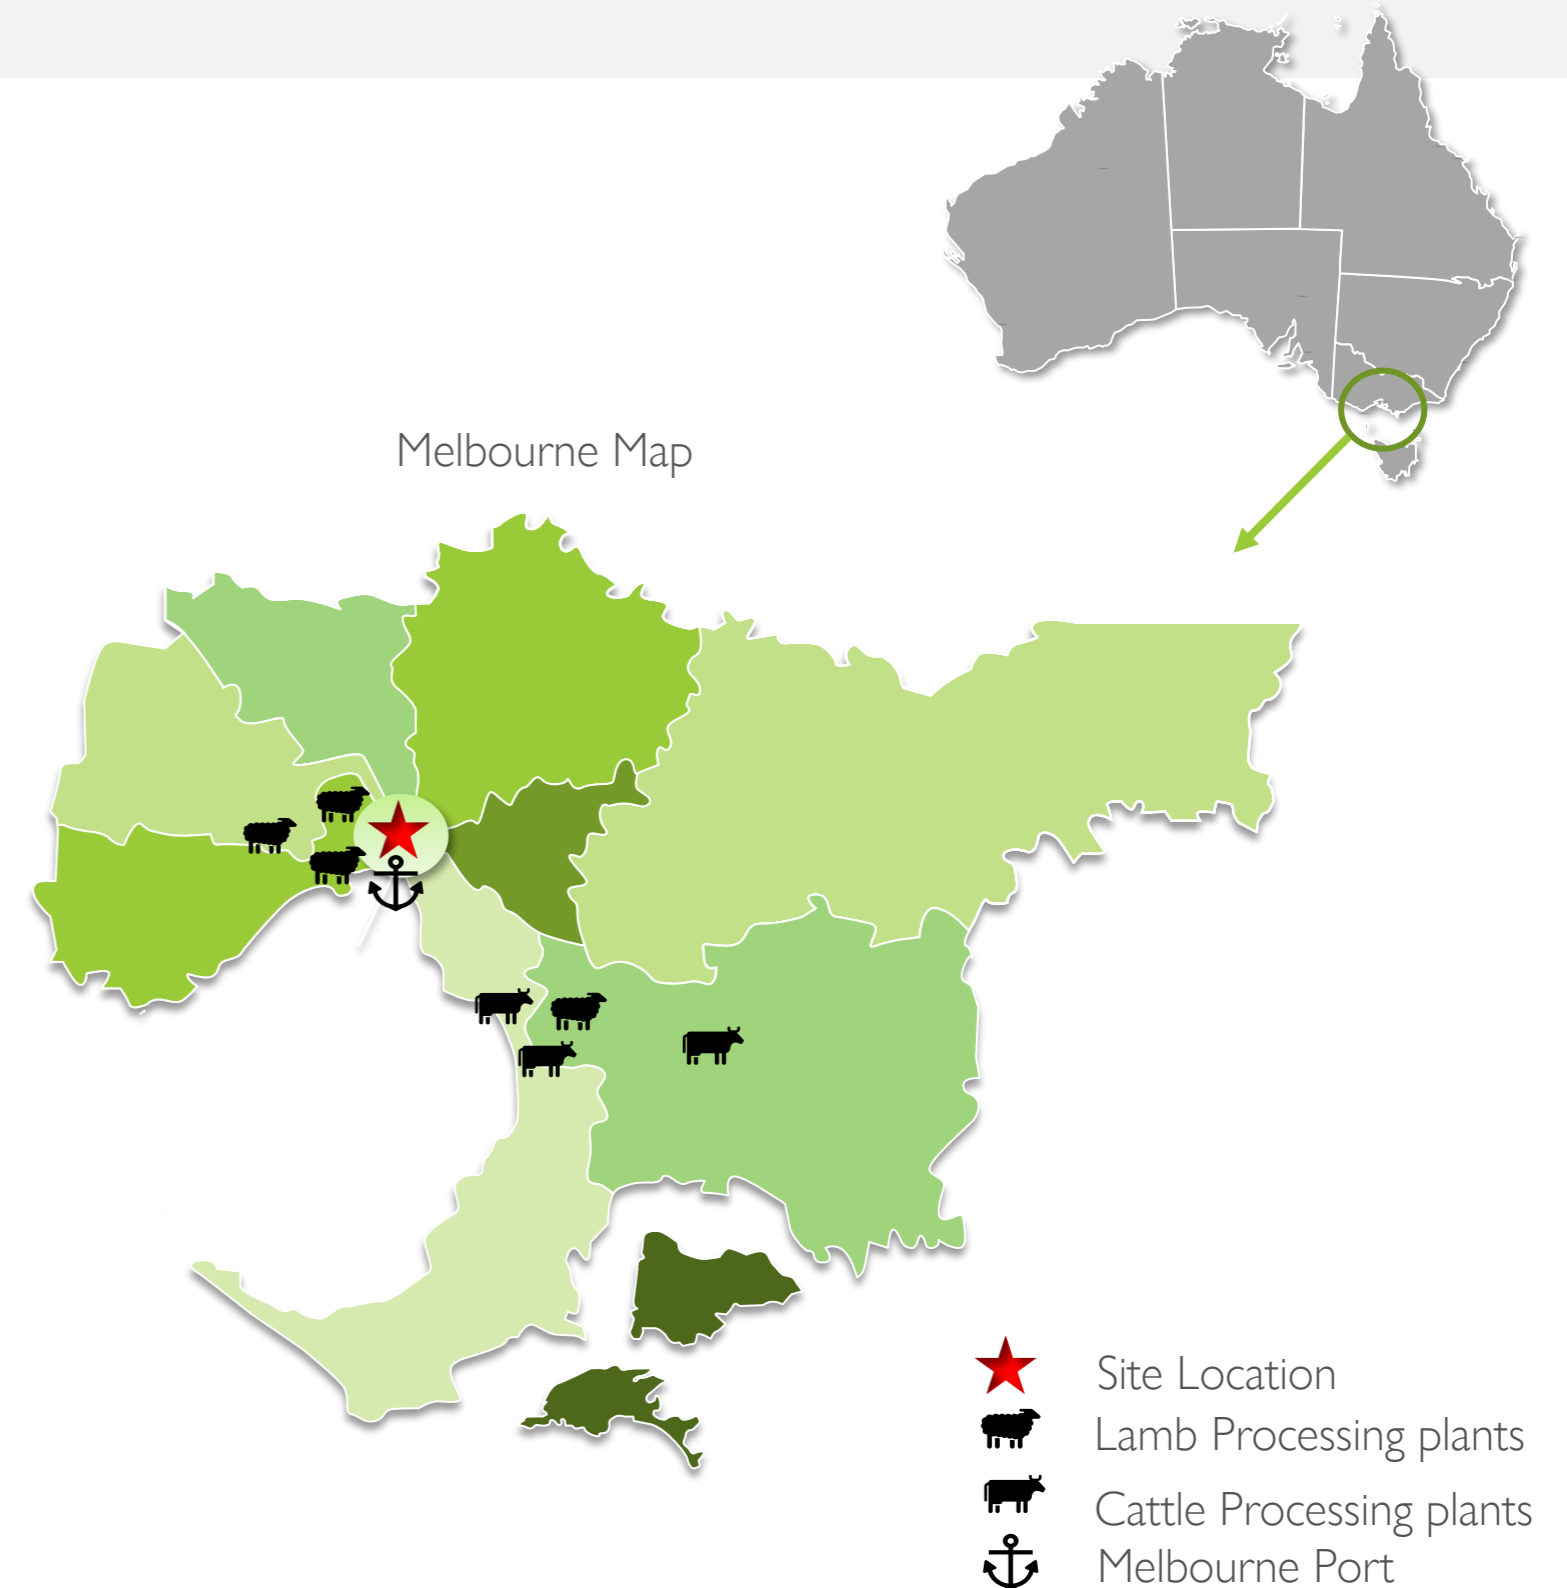 Melbourne Map
Site Location
Lamb Processing plants
Cattle Processing plants
Melbourne Port